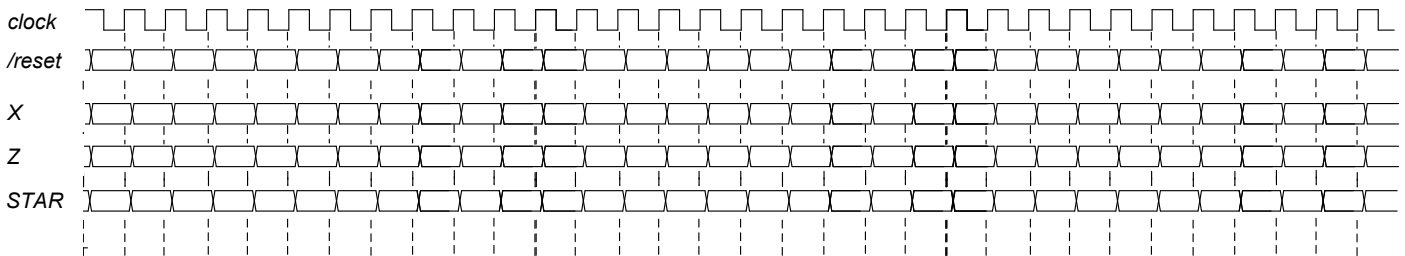 clock
/reset
X
Z
STAR